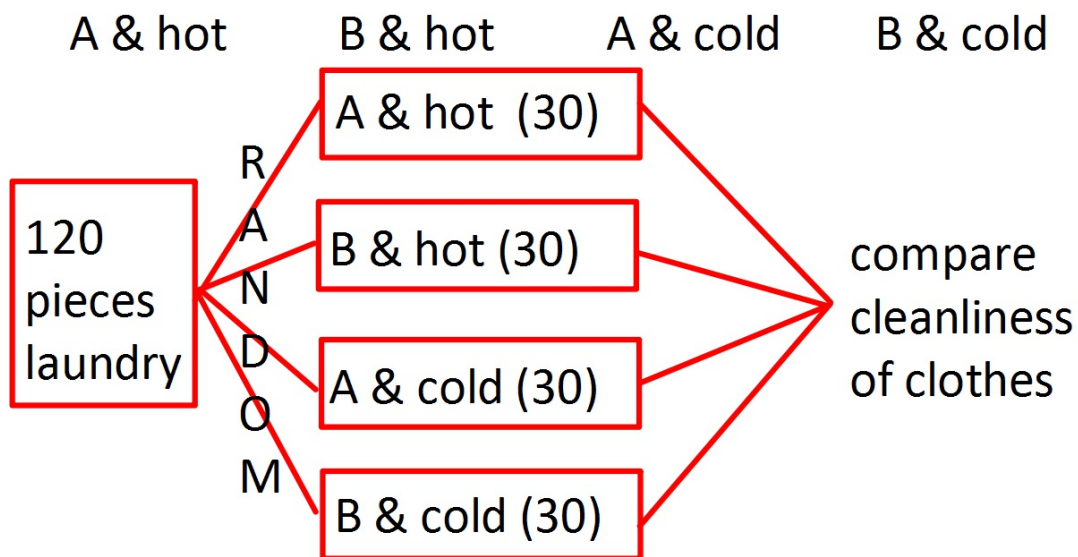 A & hot B & hot A & cold B & cold
A & hot (30)
B & hot (30)
A & cold (30)
B & cold (30)
R
A
N
D
O
M
120
pieces
laundry
compare
cleanliness
of clothes